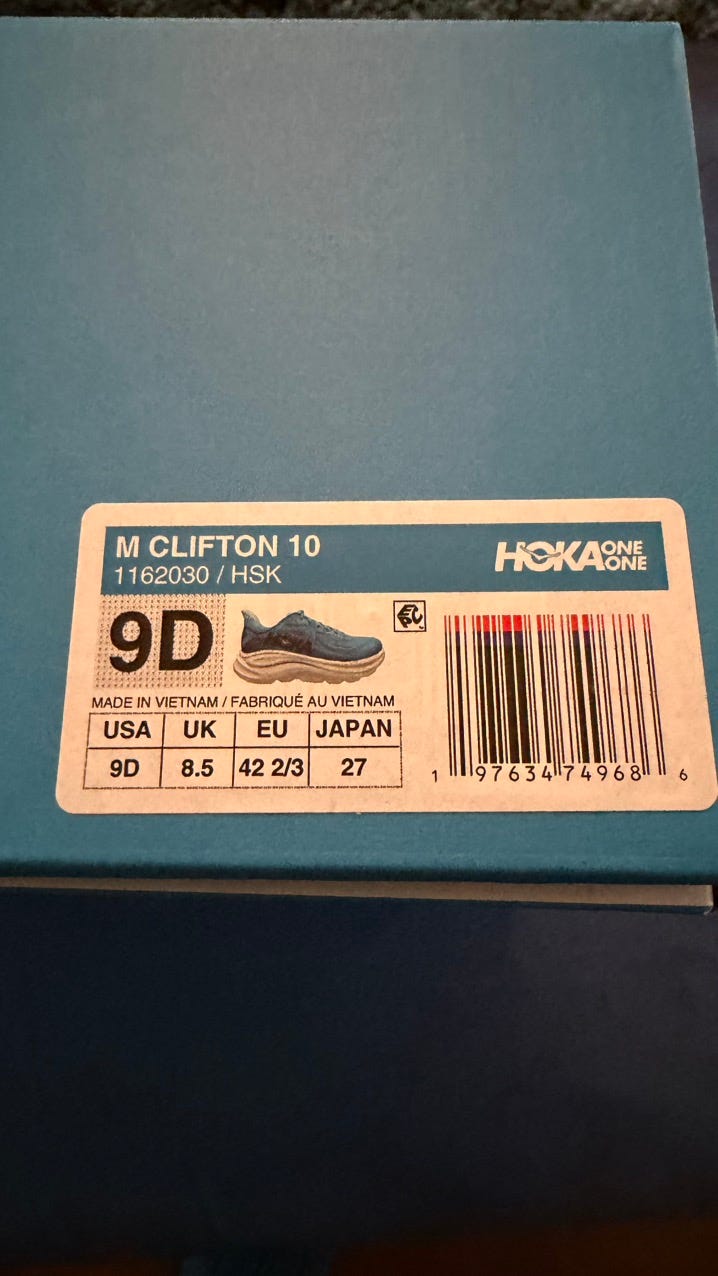 M CLIFTON 10
1162030 / HSK
HOKA ONE ONE
9D
EPC
MADE IN VIETNAM / FABRIQUÉ AU VIETNAM
USA UK EU JAPAN
9D 8.5 42 2/3 27
1 97634 74968 6